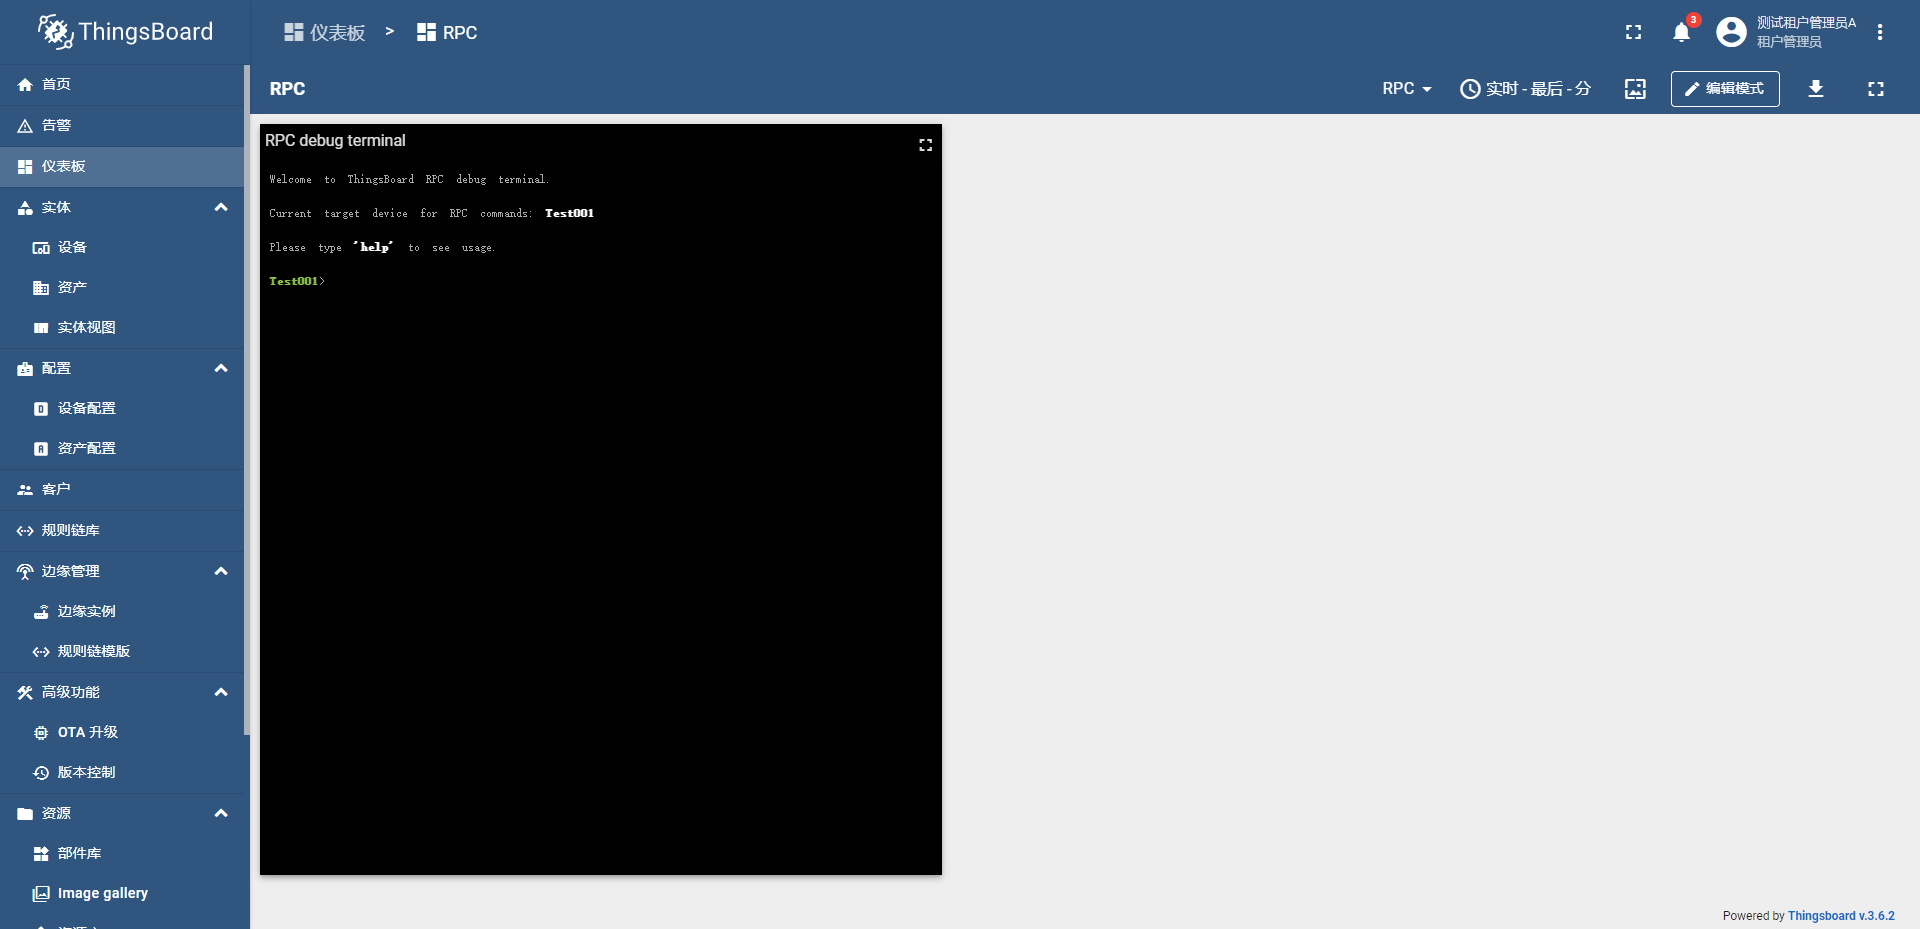 ThingsBoard
仪表板 > RPC
3
测试租户管理员A
租户管理员
RPC
RPC
实时 - 最后 - 分
编辑模式
首页
告警
仪表板
实体
设备
资产
实体视图
配置
设备配置
资产配置
客户
规则链库
边缘管理
边缘实例
规则链模版
高级功能
OTA 升级
版本控制
资源
部件库
Image gallery
RPC debug terminal
Welcome to ThingsBoard RPC debug terminal.
Current target device for RPC commands: Test001
Please type 'help' to see usage.
Test001>
Powered by Thingsboard v.3.6.2